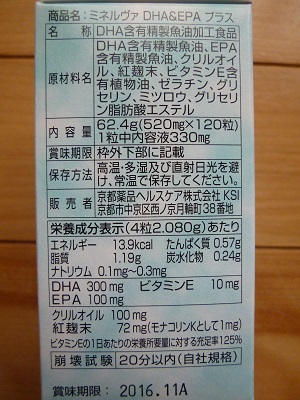 商品名：ミネルヴァ DHA&EPA プラス
名称 DHA含有精製魚油加工食品
原材料名 DHA含有精製魚油、EPA
含有精製魚油、クリルオイ
ル、紅麹末、ビタミンE含
有植物油、ゼラチン、グリ
セリン、ミツロウ、グリセリ
ン脂肪酸エステル
内容量 62.4g(520mg×120粒)
1粒中内容液330mg
賞味期限 枠外下部に記載
保存方法 高温・多湿及び直射日光を避
け、常温で保存してください。
販売者 京都薬品ヘルスケア株式会社 KSI
京都市中京区西ノ京月輪町38番地
栄養成分表示(4粒2.080g)あたり
エネルギー 13.9kcal たんぱく質 0.57g
脂質 1.19g 炭水化物 0.24g
ナトリウム 0.1mg~0.3mg
DHA 300mg ビタミンE 10mg
EPA 100mg
クリルオイル 100mg
紅麹末 72mg(モナコリンKとして1mg)
ビタミンEの1日あたりの栄養所要量に対する充足率125%
崩壊試験 20分以内(自社規格)
賞味期限： 2016.11A